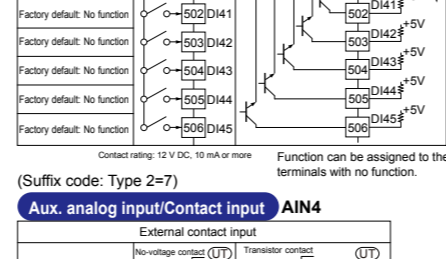 Factory default: No function 502 DI41 502 DI41
+5V
Factory default: No function 503 DI42 503 DI42
+5V
Factory default: No function 504 DI43 504 DI43
+5V
Factory default: No function 505 DI44 505 DI44
+5V
Factory default: No function 506 DI45 506 DI45
+5V
Contact rating: 12 V DC, 10 mA or more
Function can be assigned to the
terminals with no function.
(Suffix code: Type 2=7)
Aux. analog input/Contact input AIN4
External contact input
No-voltage contact UT Transistor contact UT